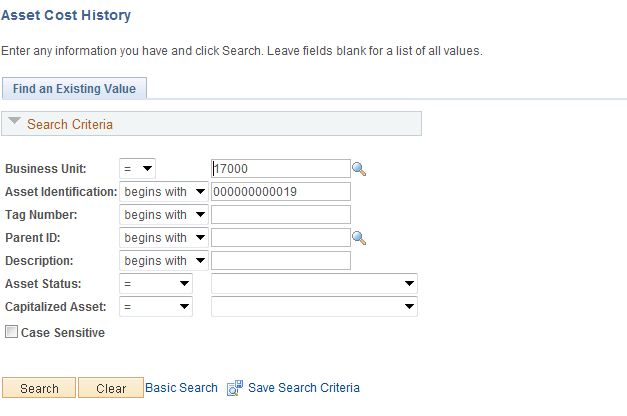 Asset Cost History
Enter any information you have and click Search. Leave fields blank for a list of all values.
Find an Existing Value
Search Criteria
Business Unit: = 17000
Asset Identification: begins with 000000000019
Tag Number: begins with
Parent ID: begins with
Description: begins with
Asset Status: =
Capitalized Asset: =
Case Sensitive
Search Clear Basic Search Save Search Criteria